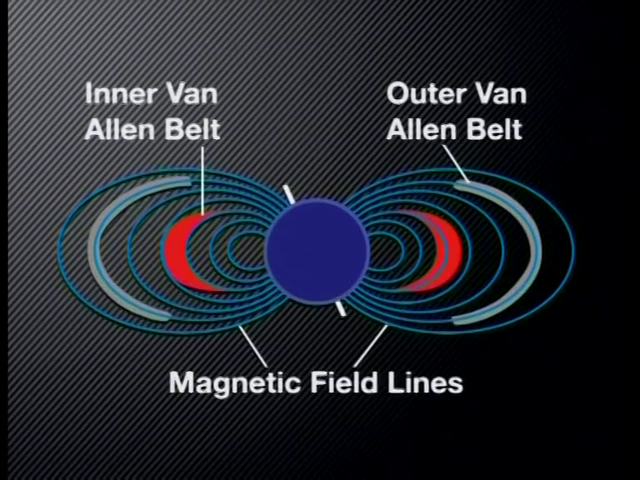 Inner Van
Allen Belt
Outer Van
Allen Belt
Magnetic Field Lines